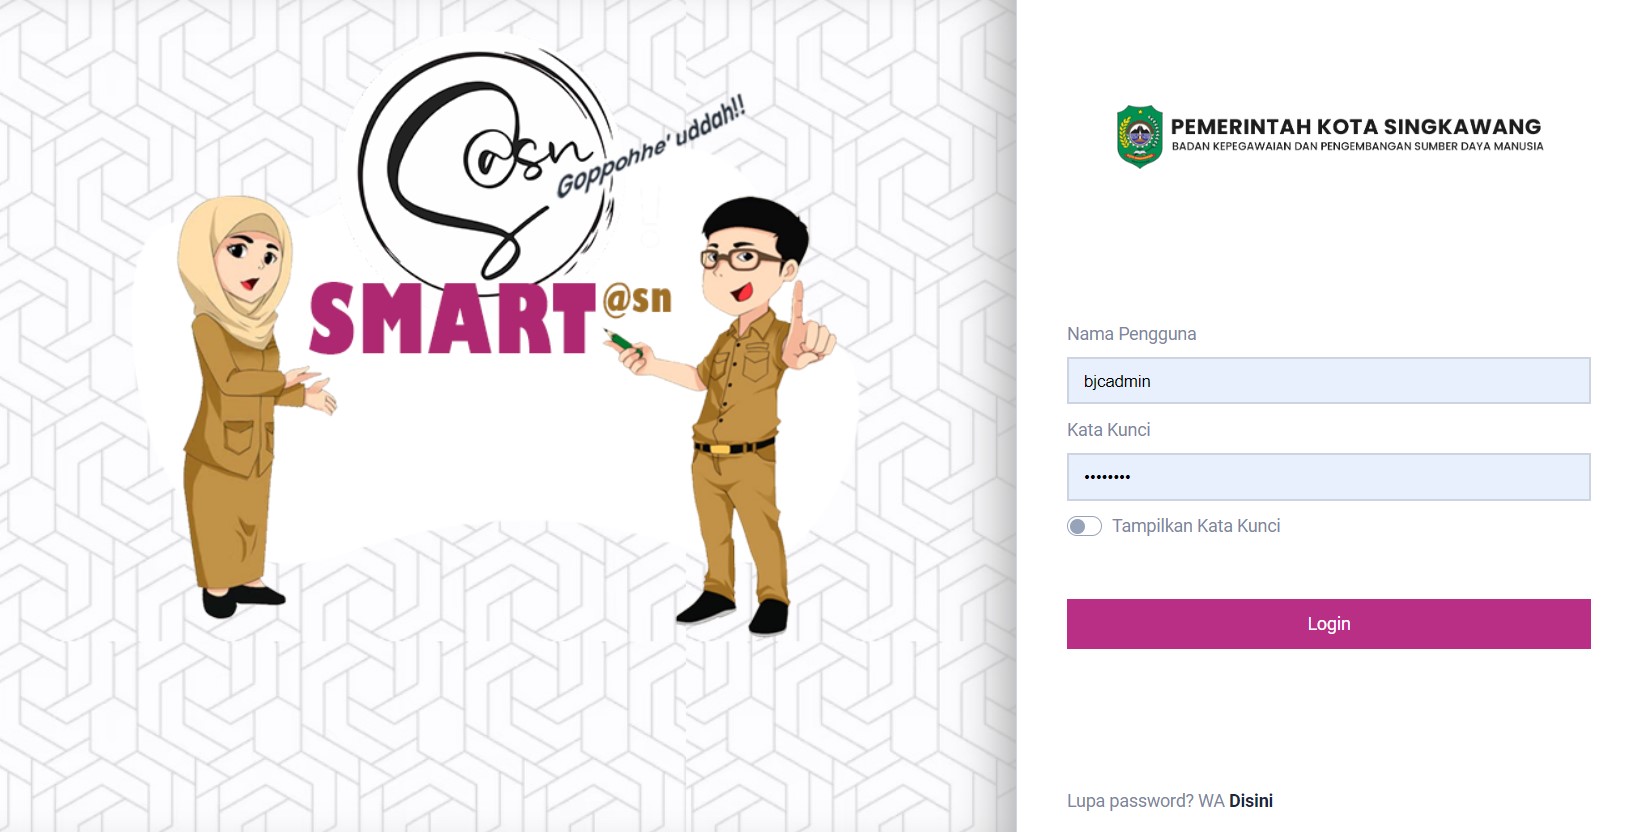 @sn
Goppohhe' uddah!!
SMART@sn
PEMERINTAH KOTA SINGKAWANG
BADAN KEPEGAWAIAN DAN PENGEMBANGAN SUMBER DAYA MANUSIA
Nama Pengguna
bjcadmin
Kata Kunci
••••••••
Tampilkan Kata Kunci
Login
Lupa password? WA Disini